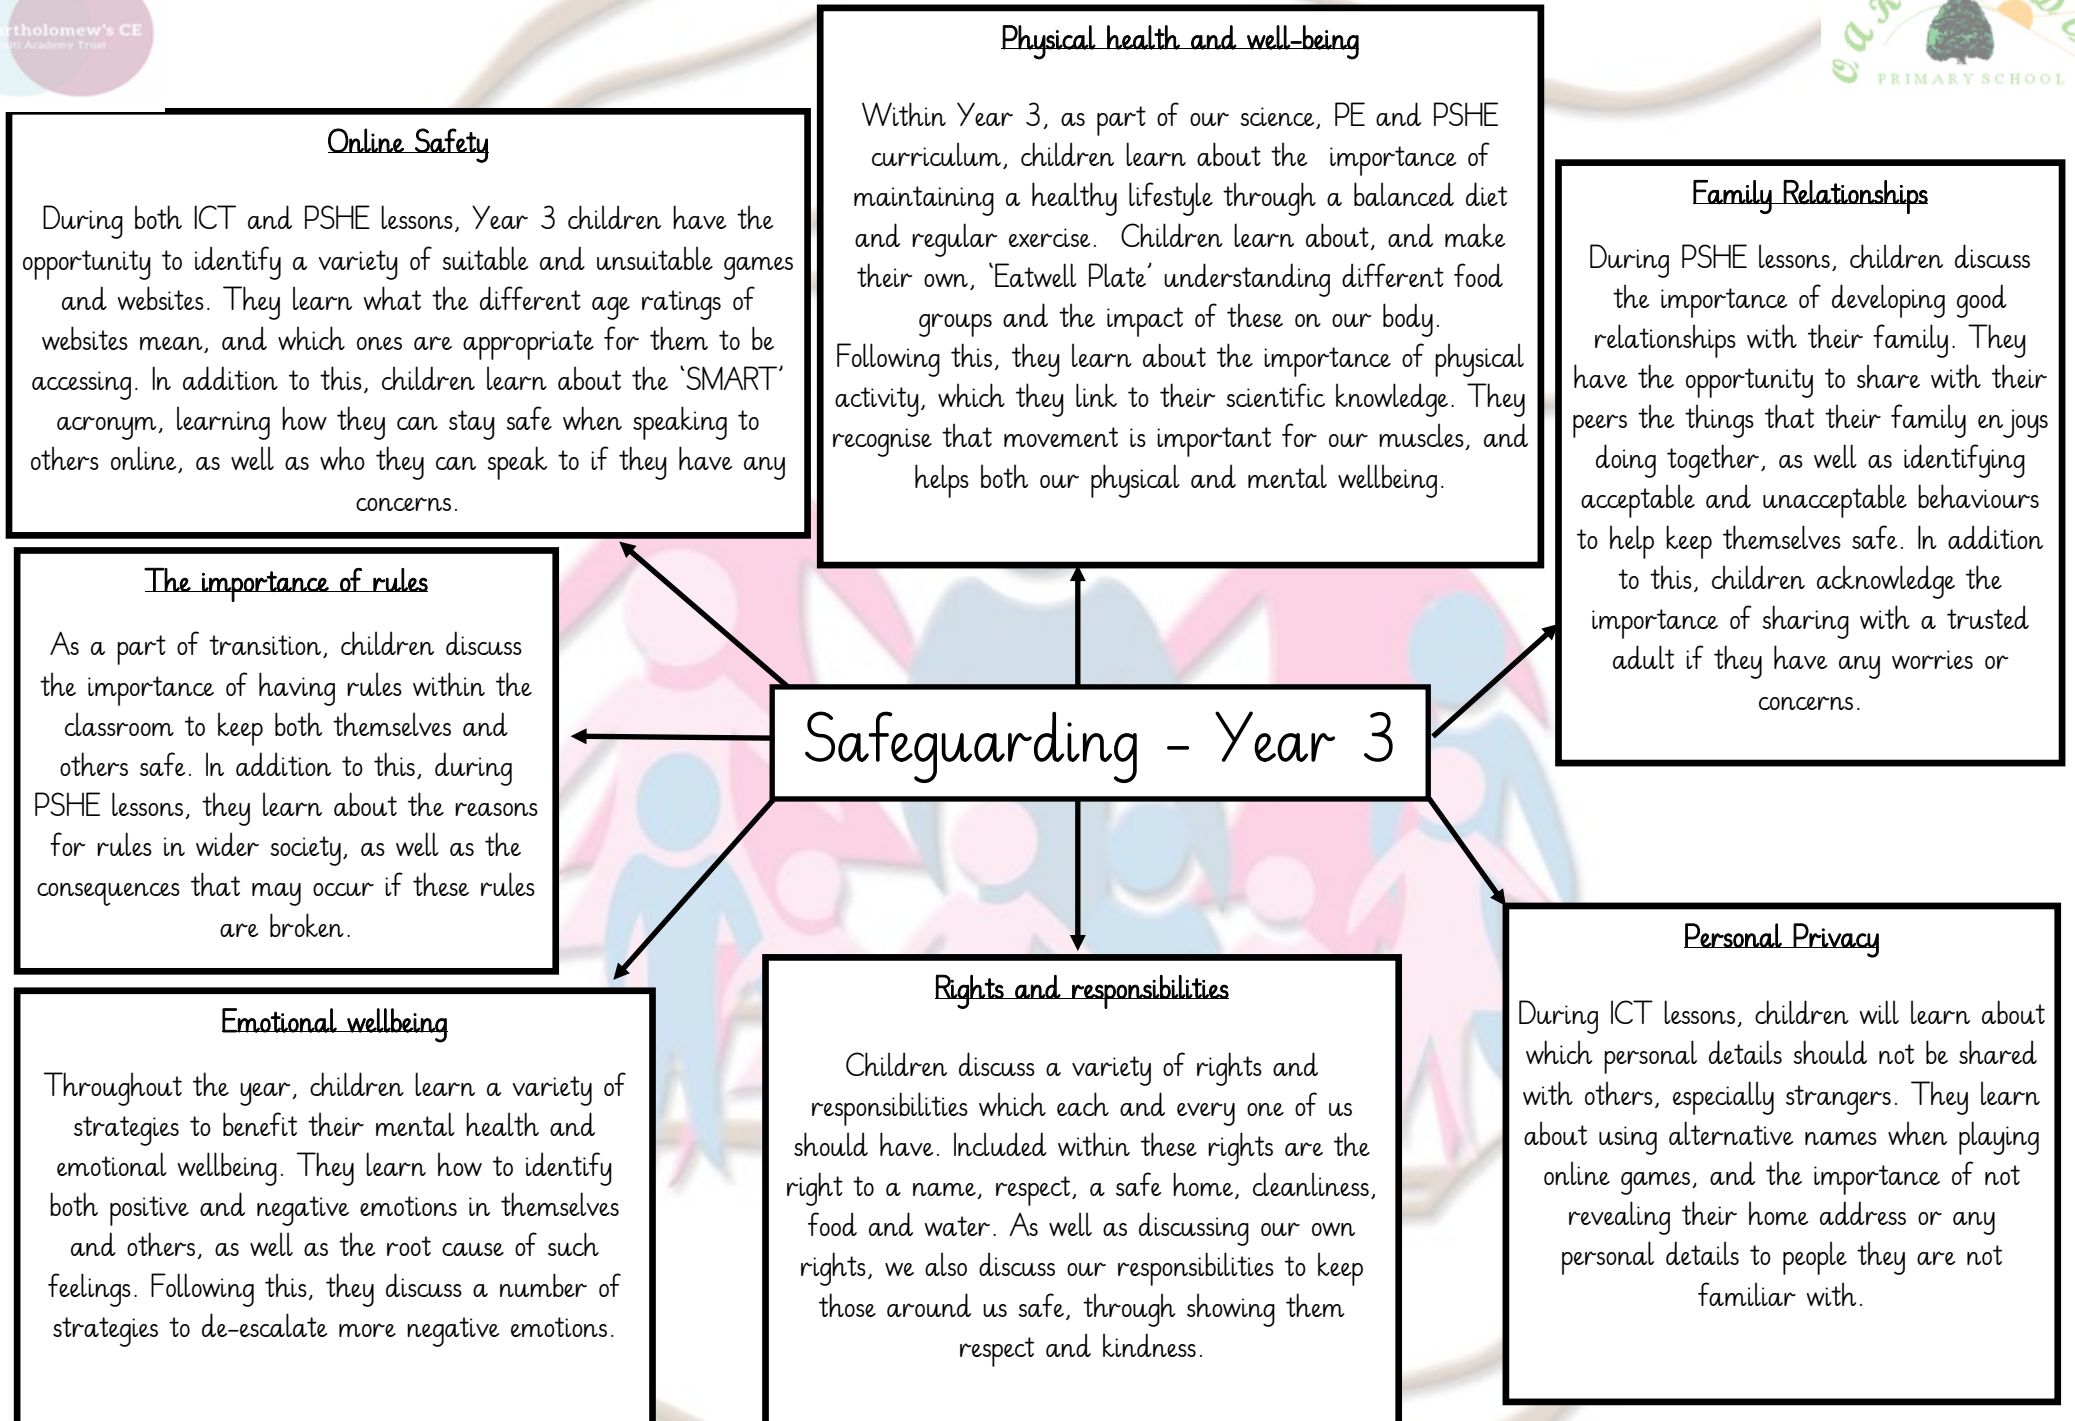 artholomew's CE
ulti Academy Trust
PRIMARY SCHOOL
Physical health and well-being
Within Year 3, as part of our science, PE and PSHE
curriculum, children learn about the importance of
maintaining a healthy lifestyle through a balanced diet
and regular exercise. Children learn about, and make
their own, ‘Eatwell Plate’ understanding different food
groups and the impact of these on our body.
Following this, they learn about the importance of physical
activity, which they link to their scientific knowledge. They
recognise that movement is important for our muscles, and
helps both our physical and mental wellbeing.
Online Safety
During both ICT and PSHE lessons, Year 3 children have the
opportunity to identify a variety of suitable and unsuitable games
and websites. They learn what the different age ratings of
websites mean, and which ones are appropriate for them to be
accessing. In addition to this, children learn about the ‘SMART’
acronym, learning how they can stay safe when speaking to
others online, as well as who they can speak to if they have any
concerns.
Family Relationships
During PSHE lessons, children discuss
the importance of developing good
relationships with their family. They
have the opportunity to share with their
peers the things that their family enjoys
doing together, as well as identifying
acceptable and unacceptable behaviours
to help keep themselves safe. In addition
to this, children acknowledge the
importance of sharing with a trusted
adult if they have any worries or
concerns.
The importance of rules
As a part of transition, children discuss
the importance of having rules within the
classroom to keep both themselves and
others safe. In addition to this, during
PSHE lessons, they learn about the reasons
for rules in wider society, as well as the
consequences that may occur if these rules
are broken.
Safeguarding - Year 3
Emotional wellbeing
Throughout the year, children learn a variety of
strategies to benefit their mental health and
emotional wellbeing. They learn how to identify
both positive and negative emotions in themselves
and others, as well as the root cause of such
feelings. Following this, they discuss a number of
strategies to de-escalate more negative emotions.
Rights and responsibilities
Children discuss a variety of rights and
responsibilities which each and every one of us
should have. Included within these rights are the
right to a name, respect, a safe home, cleanliness,
food and water. As well as discussing our own
rights, we also discuss our responsibilities to keep
those around us safe, through showing them
respect and kindness.
Personal Privacy
During ICT lessons, children will learn about
which personal details should not be shared
with others, especially strangers. They learn
about using alternative names when playing
online games, and the importance of not
revealing their home address or any
personal details to people they are not
familiar with.